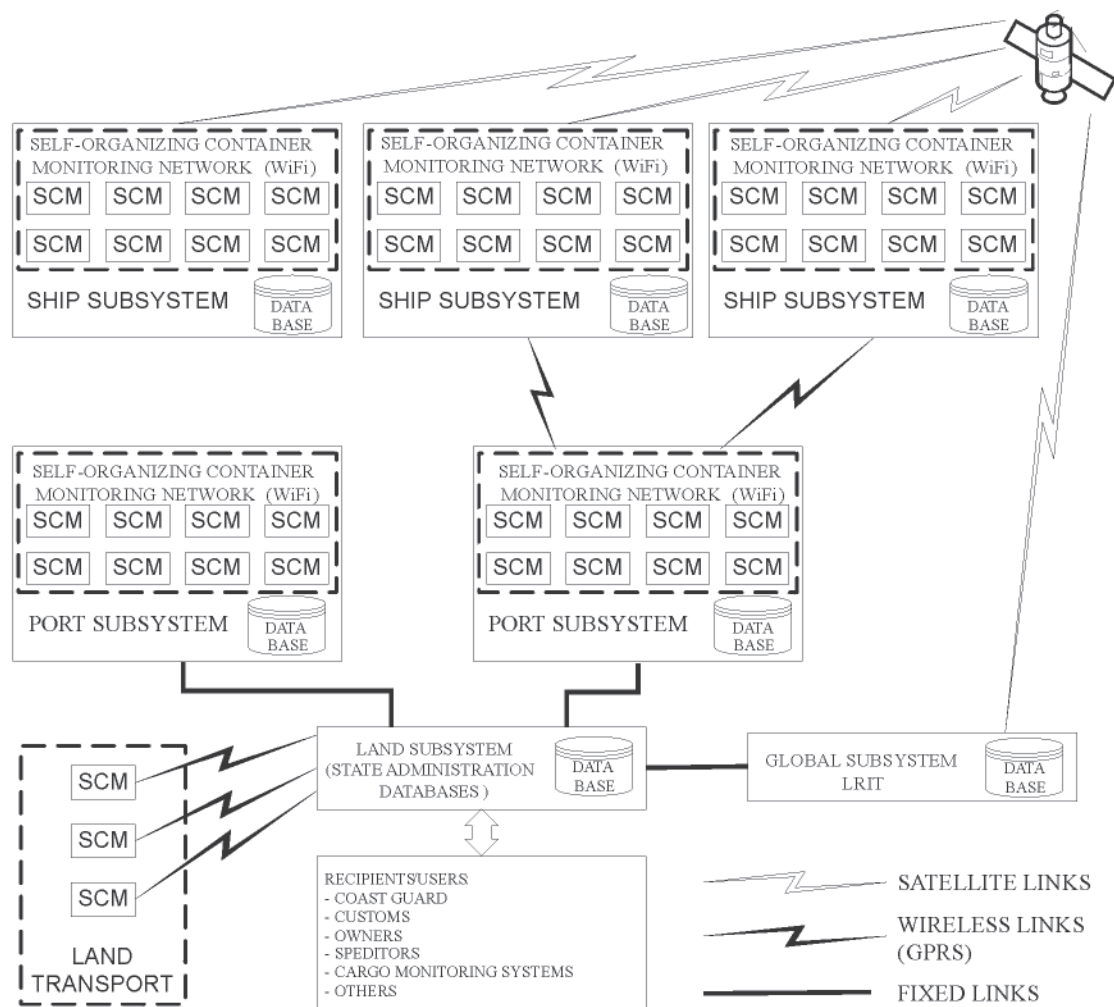 SELF-ORGANIZING CONTAINER
MONITORING NETWORK (WiFi)
SCM SCM SCM SCM
SCM SCM SCM SCM
SHIP SUBSYSTEM
DATA
BASE
SELF-ORGANIZING CONTAINER
MONITORING NETWORK (WiFi)
SCM SCM SCM SCM
SCM SCM SCM SCM
SHIP SUBSYSTEM
DATA
BASE
SELF-ORGANIZING CONTAINER
MONITORING NETWORK (WiFi)
SCM SCM SCM SCM
SCM SCM SCM SCM
SHIP SUBSYSTEM
DATA
BASE
SELF-ORGANIZING CONTAINER
MONITORING NETWORK (WiFi)
SCM SCM SCM SCM
SCM SCM SCM SCM
PORT SUBSYSTEM
DATA
BASE
SELF-ORGANIZING CONTAINER
MONITORING NETWORK (WiFi)
SCM SCM SCM SCM
SCM SCM SCM SCM
PORT SUBSYSTEM
DATA
BASE
SCM
SCM
SCM
LAND
TRANSPORT
LAND SUBSYSTEM
(STATE ADMINISTRATION
DATABASES )
DATA
BASE
GLOBAL SUBSYSTEM
LRIT
DATA
BASE
RECIPIENTS/USERS:
- COAST GUARD
- CUSTOMS
- OWNERS
- SPEDITORS
- CARGO MONITORING SYSTEMS
- OTHERS
SATELLITE LINKS
WIRELESS LINKS
(GPRS)
FIXED LINKS